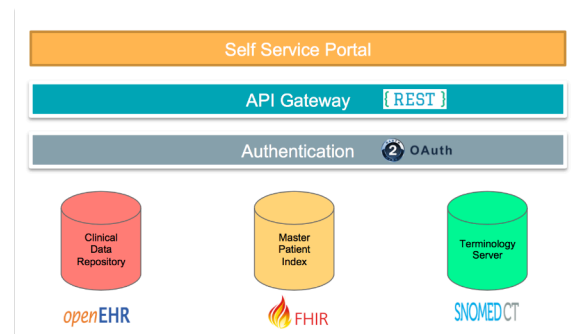 Self Service Portal
API Gateway {REST}
Authentication 2 OAuth
Clinical
Data
Repository
Master
Patient
Index
Terminology
Server
openEHR
FHIR
SNOMED CT